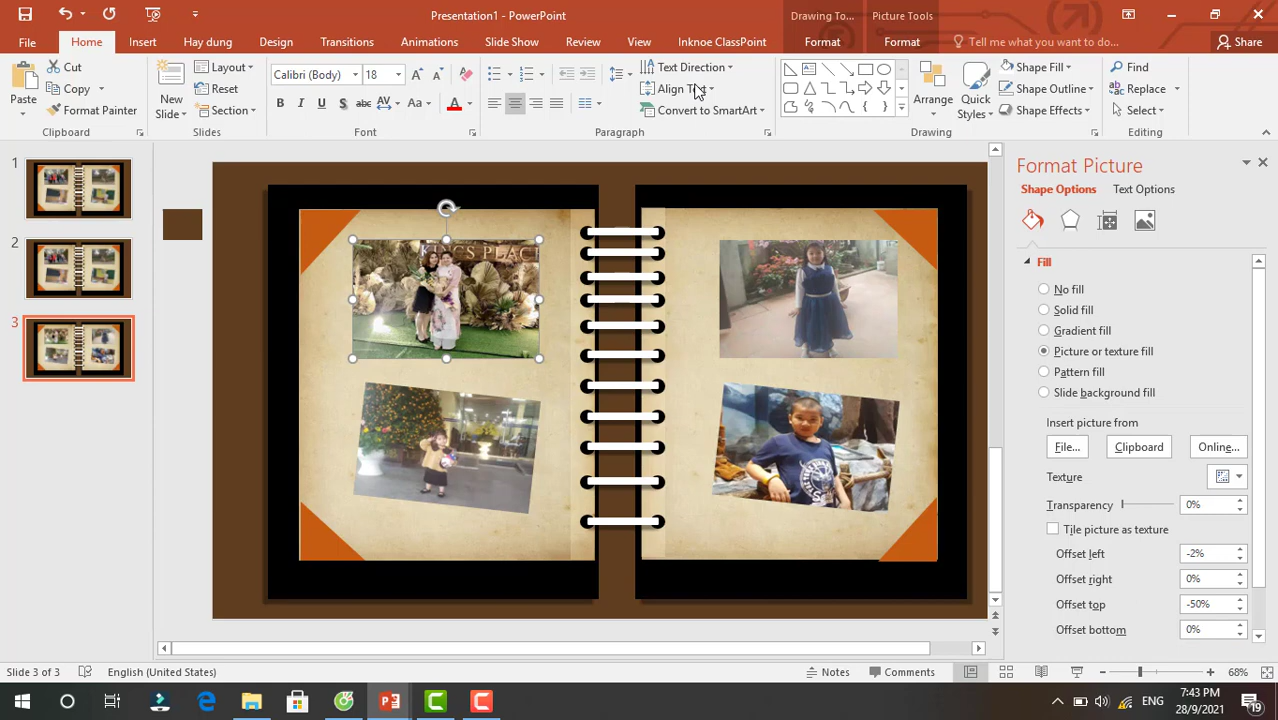 Presentation1 - PowerPoint
Drawing To...
Picture Tools
File
Home
Insert
Hay dung
Design
Transitions
Animations
Slide Show
Review
View
Inknoe ClassPoint
Format
Format
Tell me what you want to do...
Share
Paste
Cut
Copy
Format Painter
Clipboard
New
Slide
Layout
Reset
Section
Slides
Calibri (Body)
18
B
I
U
S
abc
AV
Aa
A
Font
Text Direction
Align Text
Convert to SmartArt
Paragraph
Arrange
Quick
Styles
Shape Fill
Shape Outline
Shape Effects
Drawing
Find
Replace
Select
Editing
1
2
3
KINGS PLACE
Format Picture
Shape Options
Text Options
Fill
No fill
Solid fill
Gradient fill
Picture or texture fill
Pattern fill
Slide background fill
Insert picture from
File...
Clipboard
Online...
Texture
Transparency
0%
Tile picture as texture
Offset left
-2%
Offset right
0%
Offset top
-50%
Offset bottom
0%
Slide 3 of 3
English (United States)
Notes
Comments
68%
ENG
7:43 PM
28/9/2021
19